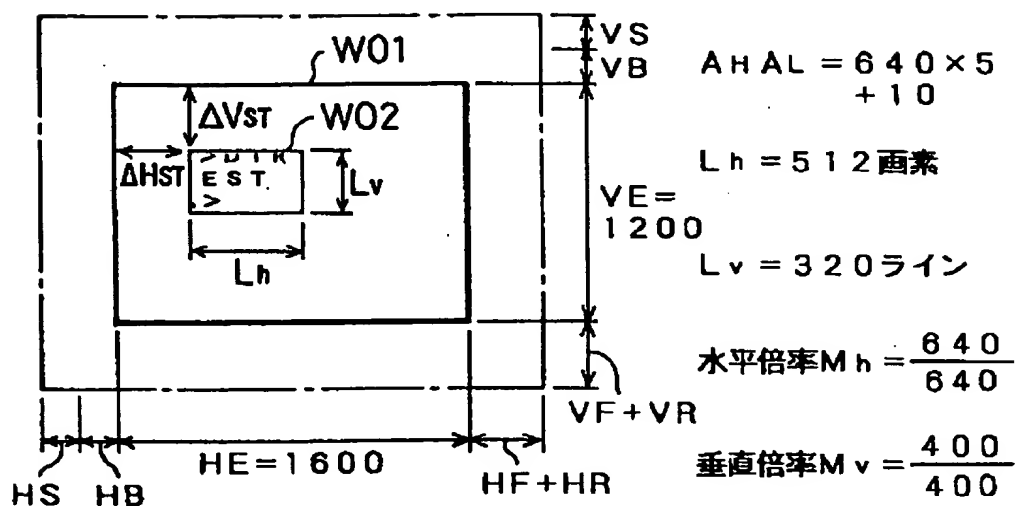 VS
VB
W01
ΔVST
W02
ΔHST
EST.
>
Lv
Lh
VE=
1200
VF+VR
HS
HB
HE=1600
HF+HR
AHAL=640×5
+10
Lh=512画素
Lv=320ライン
水平倍率Mh=640/640
垂直倍率Mv=400/400